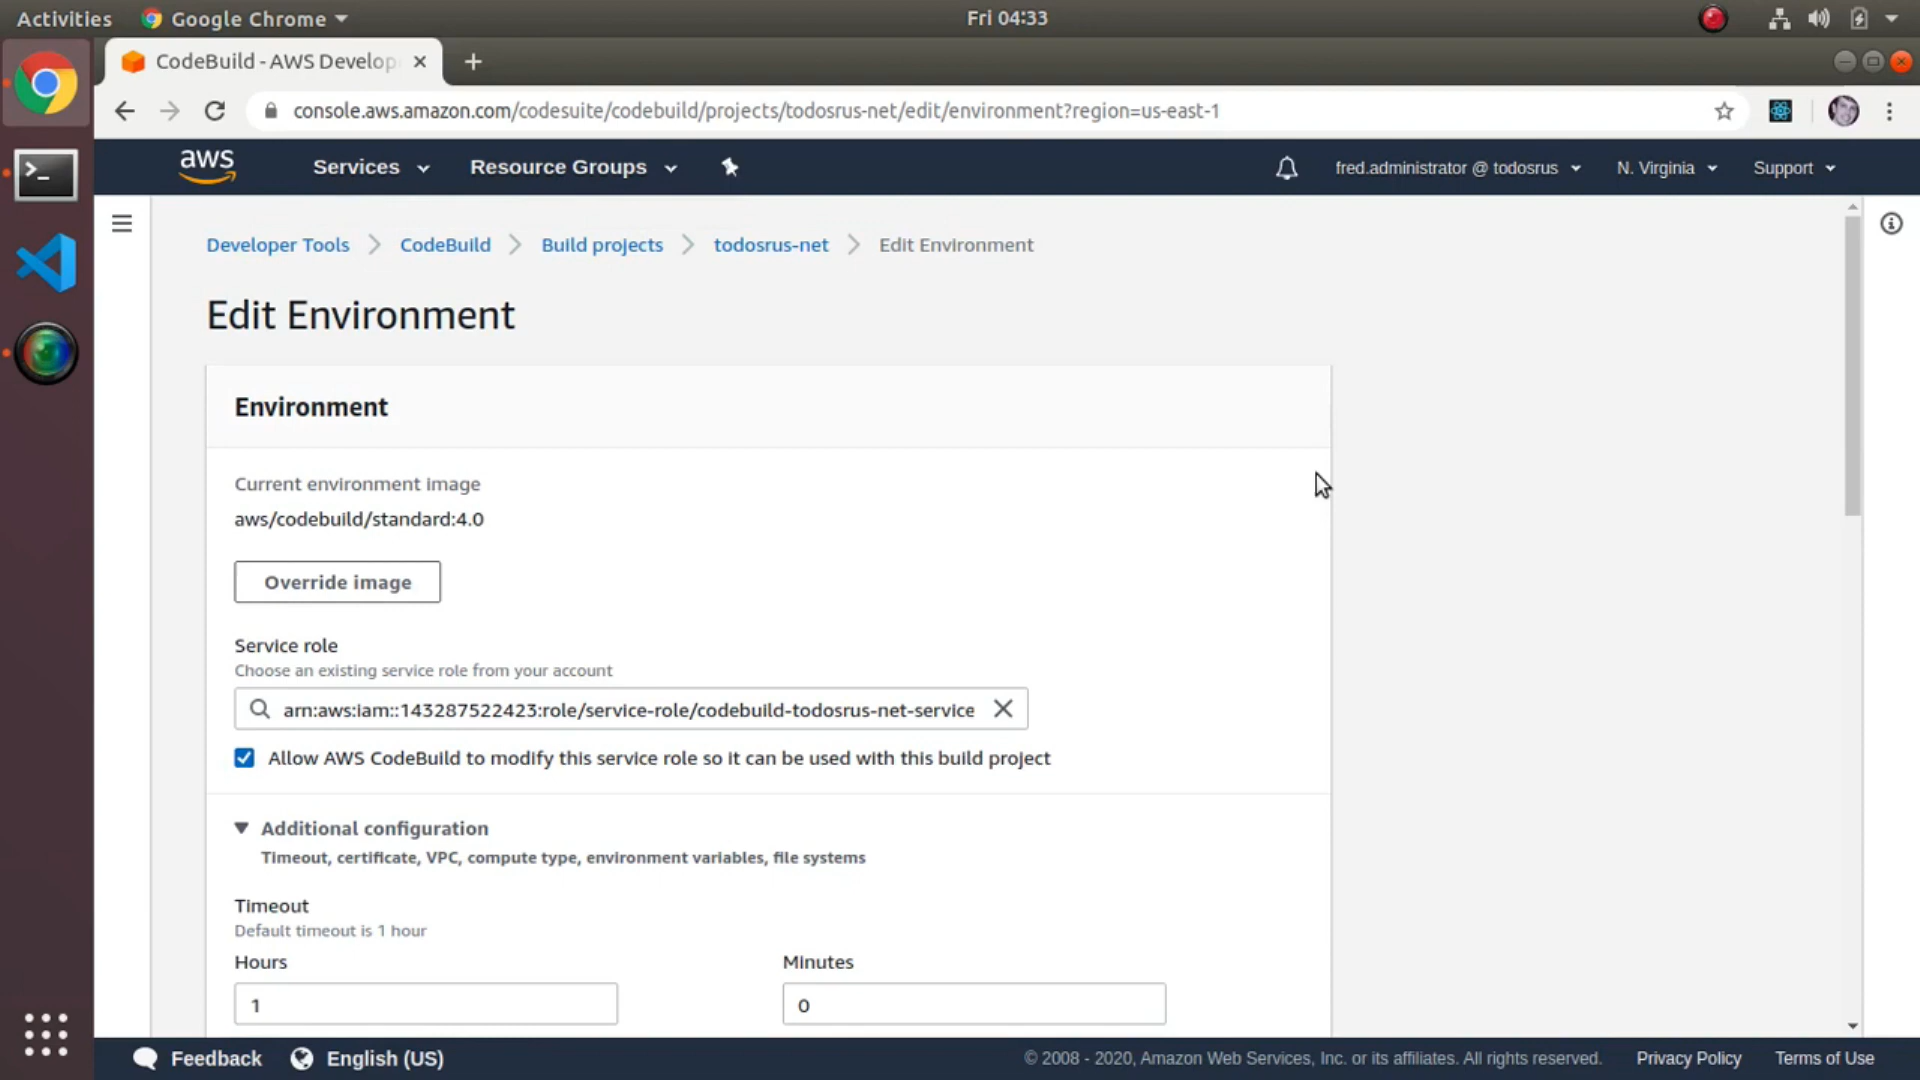 Activities Google Chrome Fri 04:33
CodeBuild - AWS Develop
console.aws.amazon.com/codesuite/codebuild/projects/todosrus-net/edit/environment?region=us-east-1
aws Services Resource Groups fred.administrator @ todosrus N. Virginia Support
Developer Tools CodeBuild Build projects todosrus-net Edit Environment
Edit Environment
Environment
Current environment image
aws/codebuild/standard:4.0
Override image
Service role
Choose an existing service role from your account
arn:aws:iam::143287522423:role/service-role/codebuild-todosrus-net-service
Allow AWS CodeBuild to modify this service role so it can be used with this build project
Additional configuration
Timeout, certificate, VPC, compute type, environment variables, file systems
Timeout
Default timeout is 1 hour
Hours Minutes
1 0
Feedback English (US) © 2008 - 2020, Amazon Web Services, Inc. or its affiliates. All rights reserved. Privacy Policy Terms of Use